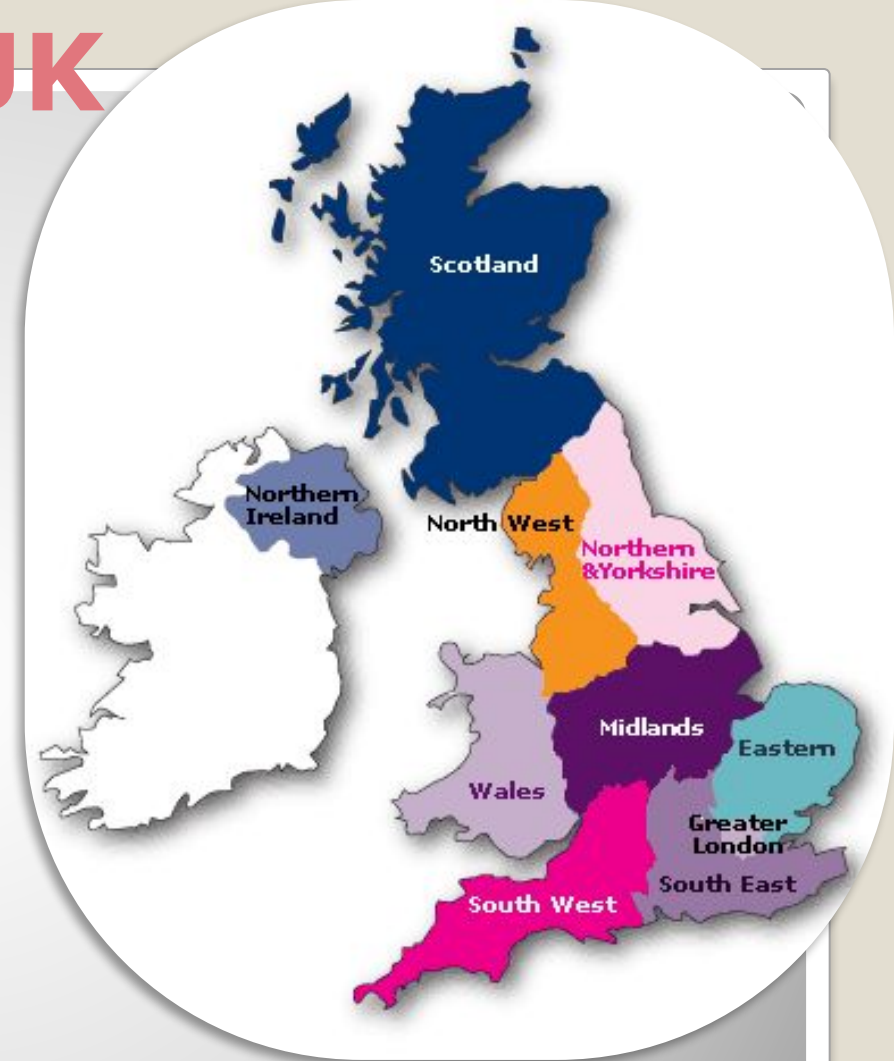 UK
Scotland
Northern
Ireland
North West
Northern
&Yorkshire
Midlands
Eastern
Wales
Greater
London
South East
South West